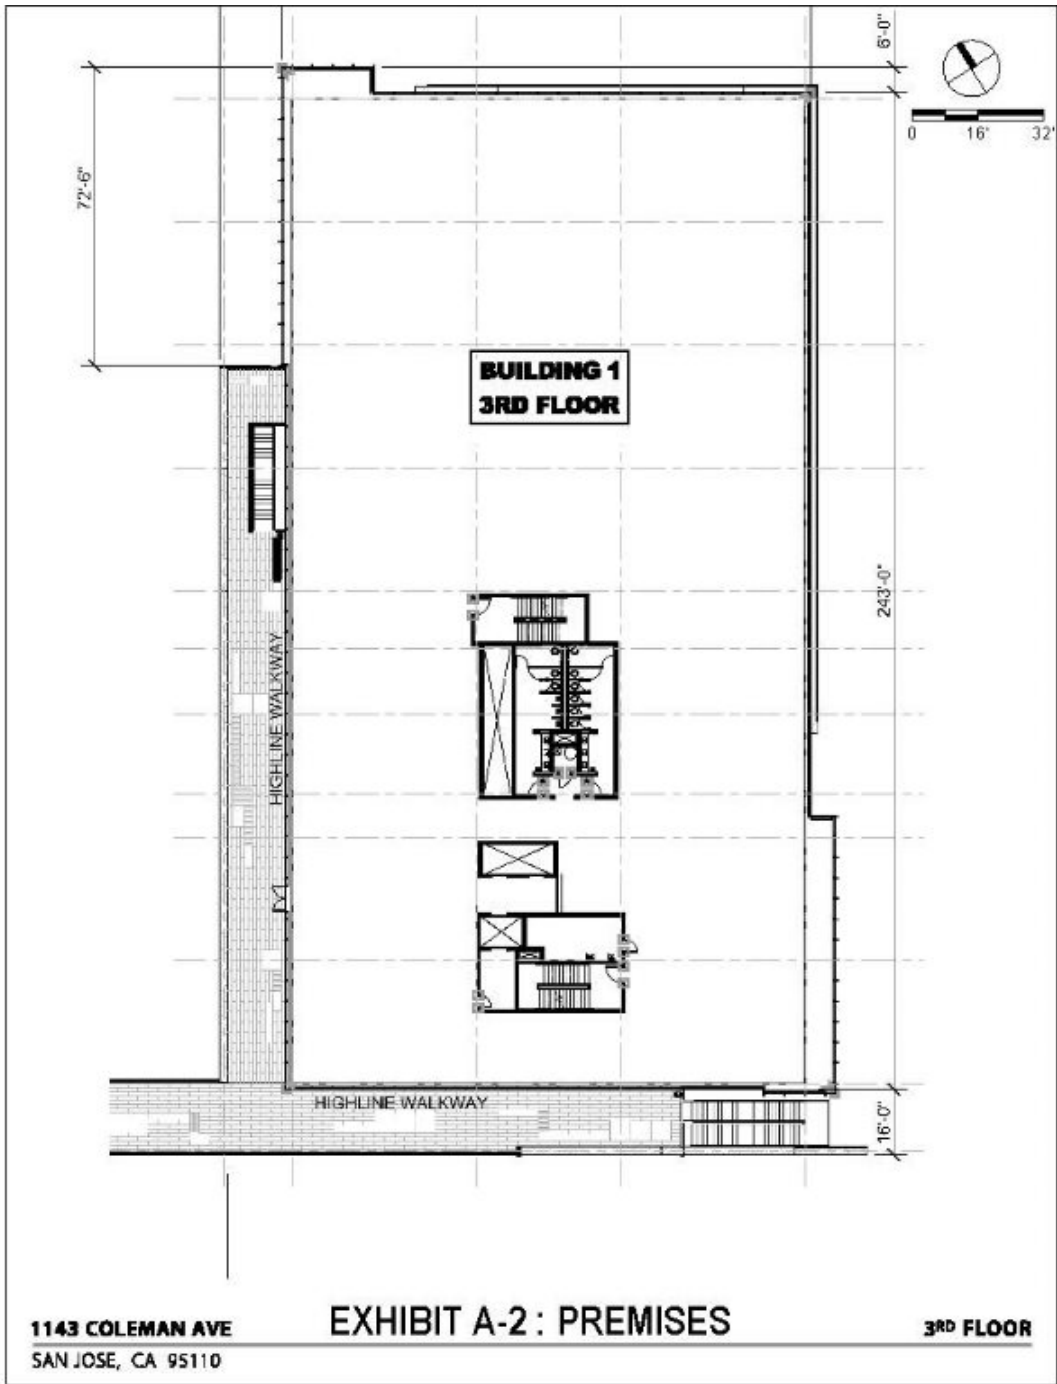 6'-0"
0 16' 32'
72'-6"
BUILDING 1
3RD FLOOR
243'-0"
HIGHLINE WALKWAY
HIGHLINE WALKWAY
16'-0"
1143 COLEMAN AVE
EXHIBIT A-2 : PREMISES
3RD FLOOR
SAN JOSE, CA 95110